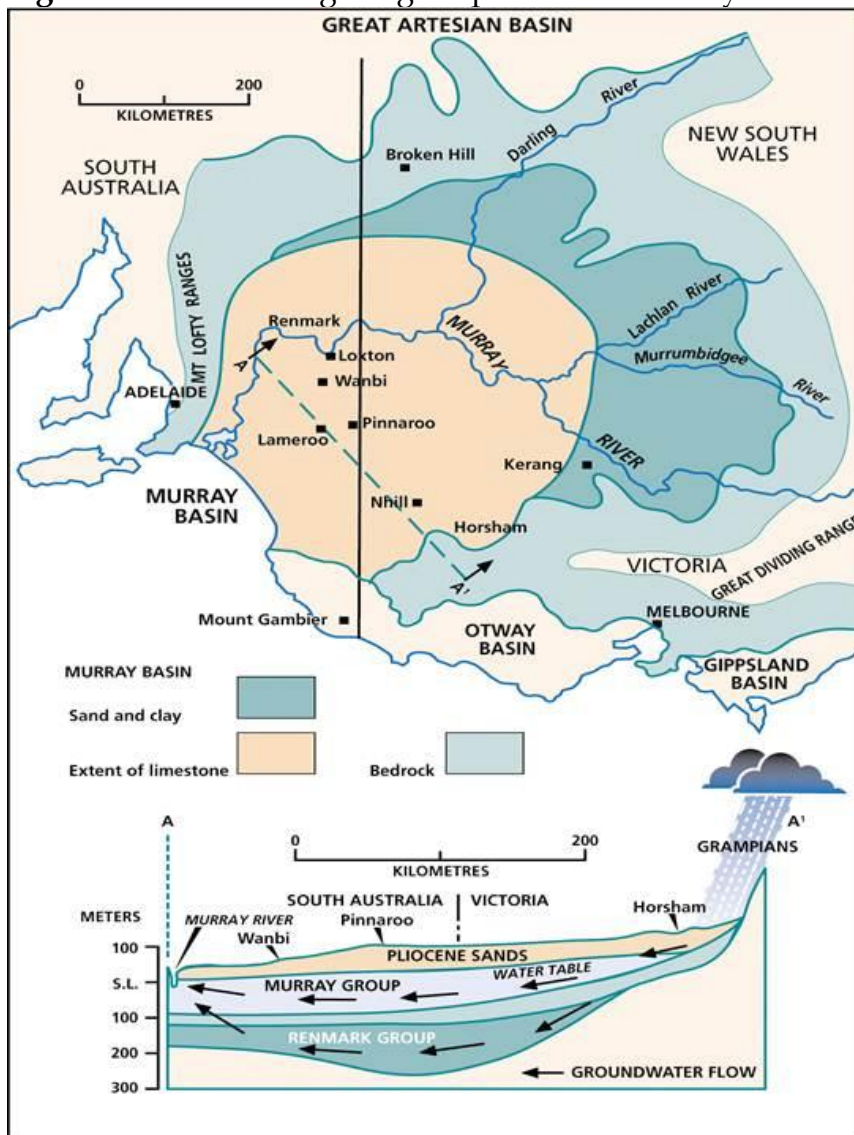 GREAT ARTESIAN BASIN
0 200
KILOMETRES
SOUTH
AUSTRALIA
Broken Hill
Darling
River
NEW SOUTH
WALES
MT LOFTY RANGES
Renmark
MURRAY
Lachlan River
A
Loxton
Murrumbidgee
Wanbi
River
ADELAIDE
Pinnaroo
Lameroo
RIVER
Kerang
MURRAY
BASIN
Nhill
Horsham
VICTORIA
GREAT DIVIDING RANGE
A¹
Mount Gambier
MELBOURNE
OTWAY
BASIN
GIPPSLAND
BASIN
MURRAY BASIN
Sand and clay
Extent of limestone
Bedrock
A
0 200
KILOMETRES
A¹
GRAMPIANS
SOUTH AUSTRALIA VICTORIA
METERS
MURRAY RIVER
Pinnaroo
Horsham
Wanbi
100
PLIOCENE SANDS
S.L.
MURRAY GROUP
WATER TABLE
100
RENMARK GROUP
200
GROUNDWATER FLOW
300